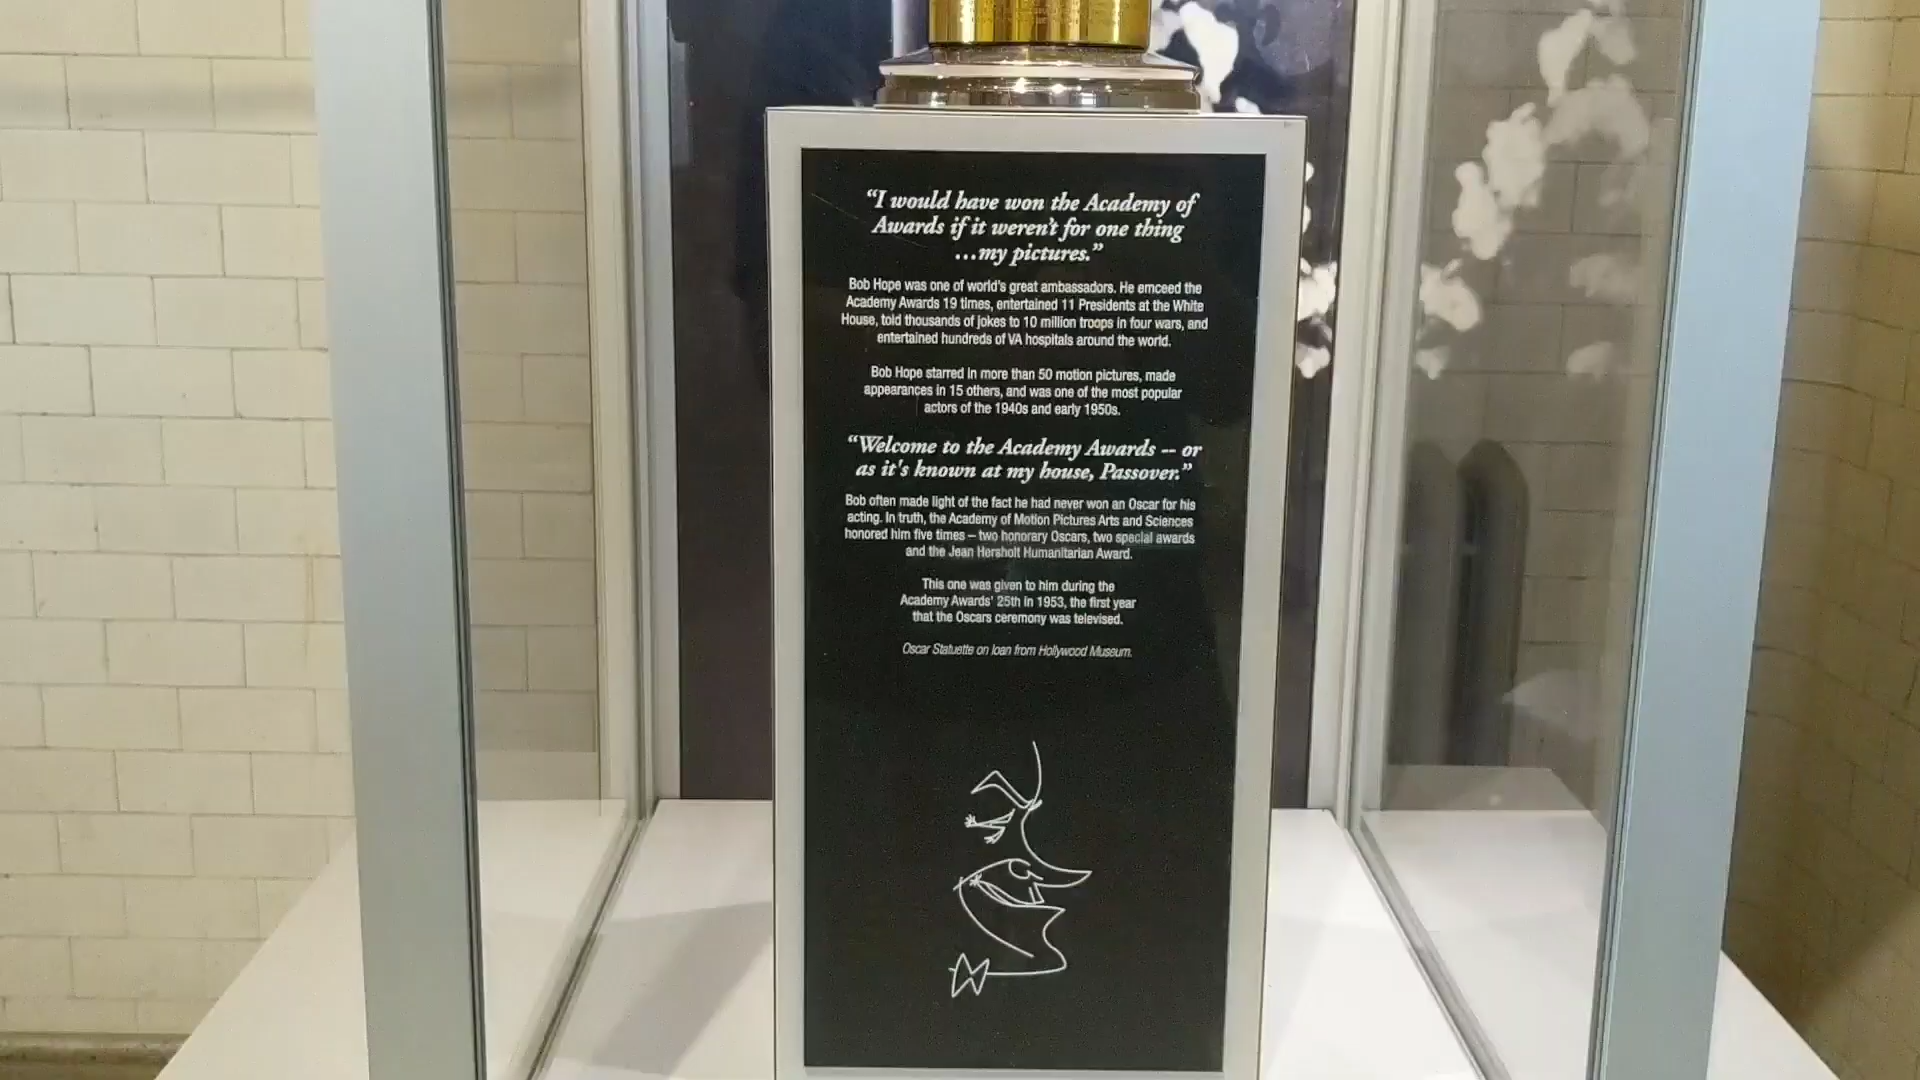 “I would have won the Academy of
Awards if it weren't for one thing
...my pictures.”
Bob Hope was one of world's great ambassadors. He emceed the
Academy Awards 19 times, entertained 11 Presidents at the White
House, told thousands of jokes to 10 million troops in four wars, and
entertained hundreds of VA hospitals around the world.
Bob Hope starred in more than 50 motion pictures, made
appearances in 15 others, and was one of the most popular
actors of the 1940s and early 1950s.
“Welcome to the Academy Awards -- or
as it's known at my house, Passover.”
Bob often made light of the fact he had never won an Oscar for his
acting. In truth, the Academy of Motion Pictures Arts and Sciences
honored him five times – two honorary Oscars, two special awards
and the Jean Hersholt Humanitarian Award.
This one was given to him during the
Academy Awards' 25th in 1953, the first year
that the Oscars ceremony was televised.
Oscar Statuette on loan from Hollywood Museum.